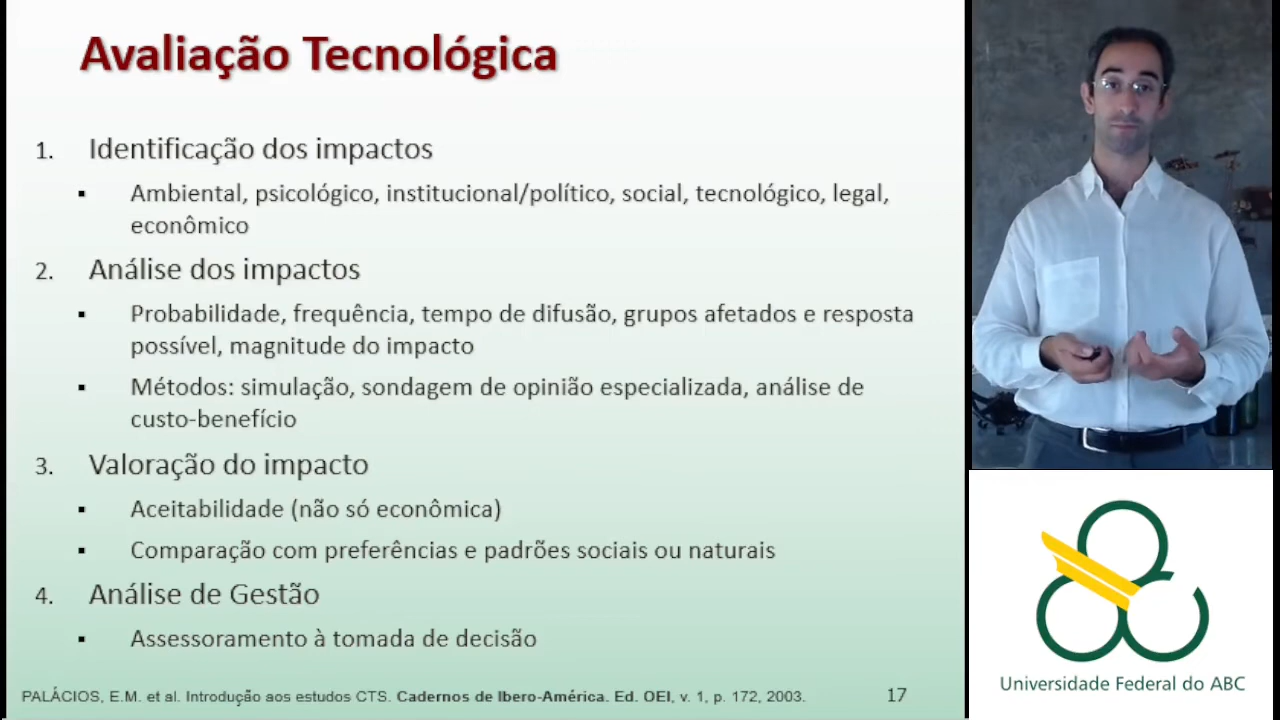 Avaliação Tecnológica
1. Identificação dos impactos
▪ Ambiental, psicológico, institucional/político, social, tecnológico, legal,
econômico
2. Análise dos impactos
▪ Probabilidade, frequência, tempo de difusão, grupos afetados e resposta
possível, magnitude do impacto
▪ Métodos: simulação, sondagem de opinião especializada, análise de
custo-benefício
3. Valoração do impacto
▪ Aceitabilidade (não só econômica)
▪ Comparação com preferências e padrões sociais ou naturais
4. Análise de Gestão
▪ Assessoramento à tomada de decisão
PALÁCIOS, E.M. et al. Introdução aos estudos CTS. Cadernos de Ibero-América. Ed. OEI, v. 1, p. 172, 2003.
17
Universidade Federal do ABC